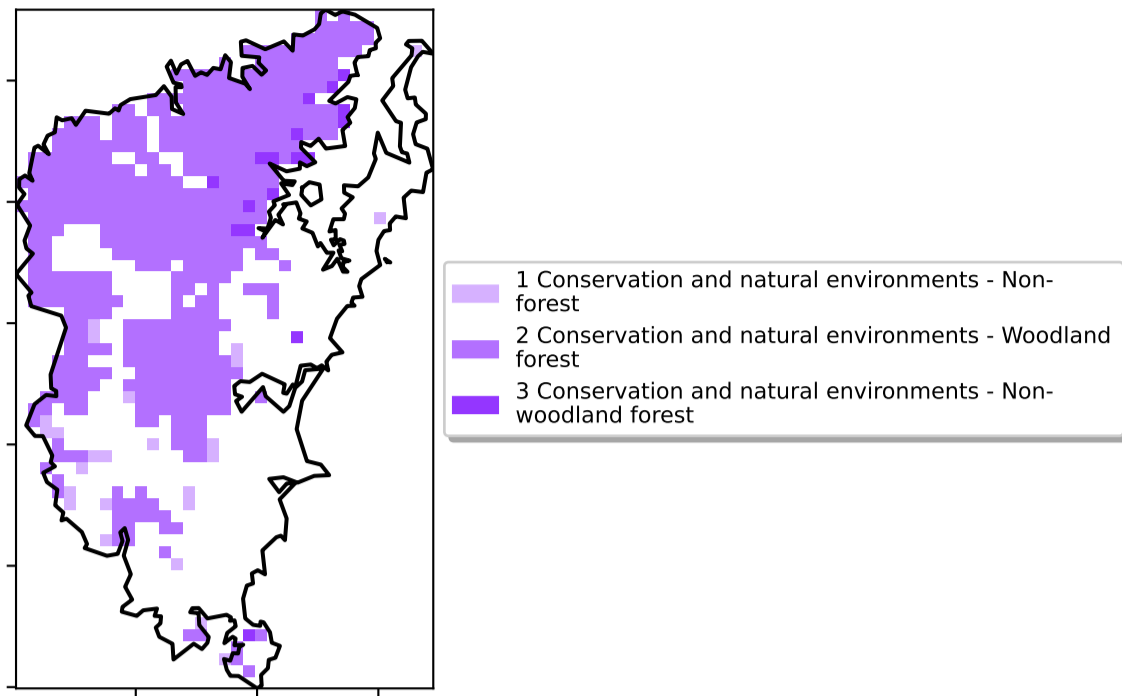 1 Conservation and natural environments - Non-
forest
2 Conservation and natural environments - Woodland
forest
3 Conservation and natural environments - Non-
woodland forest